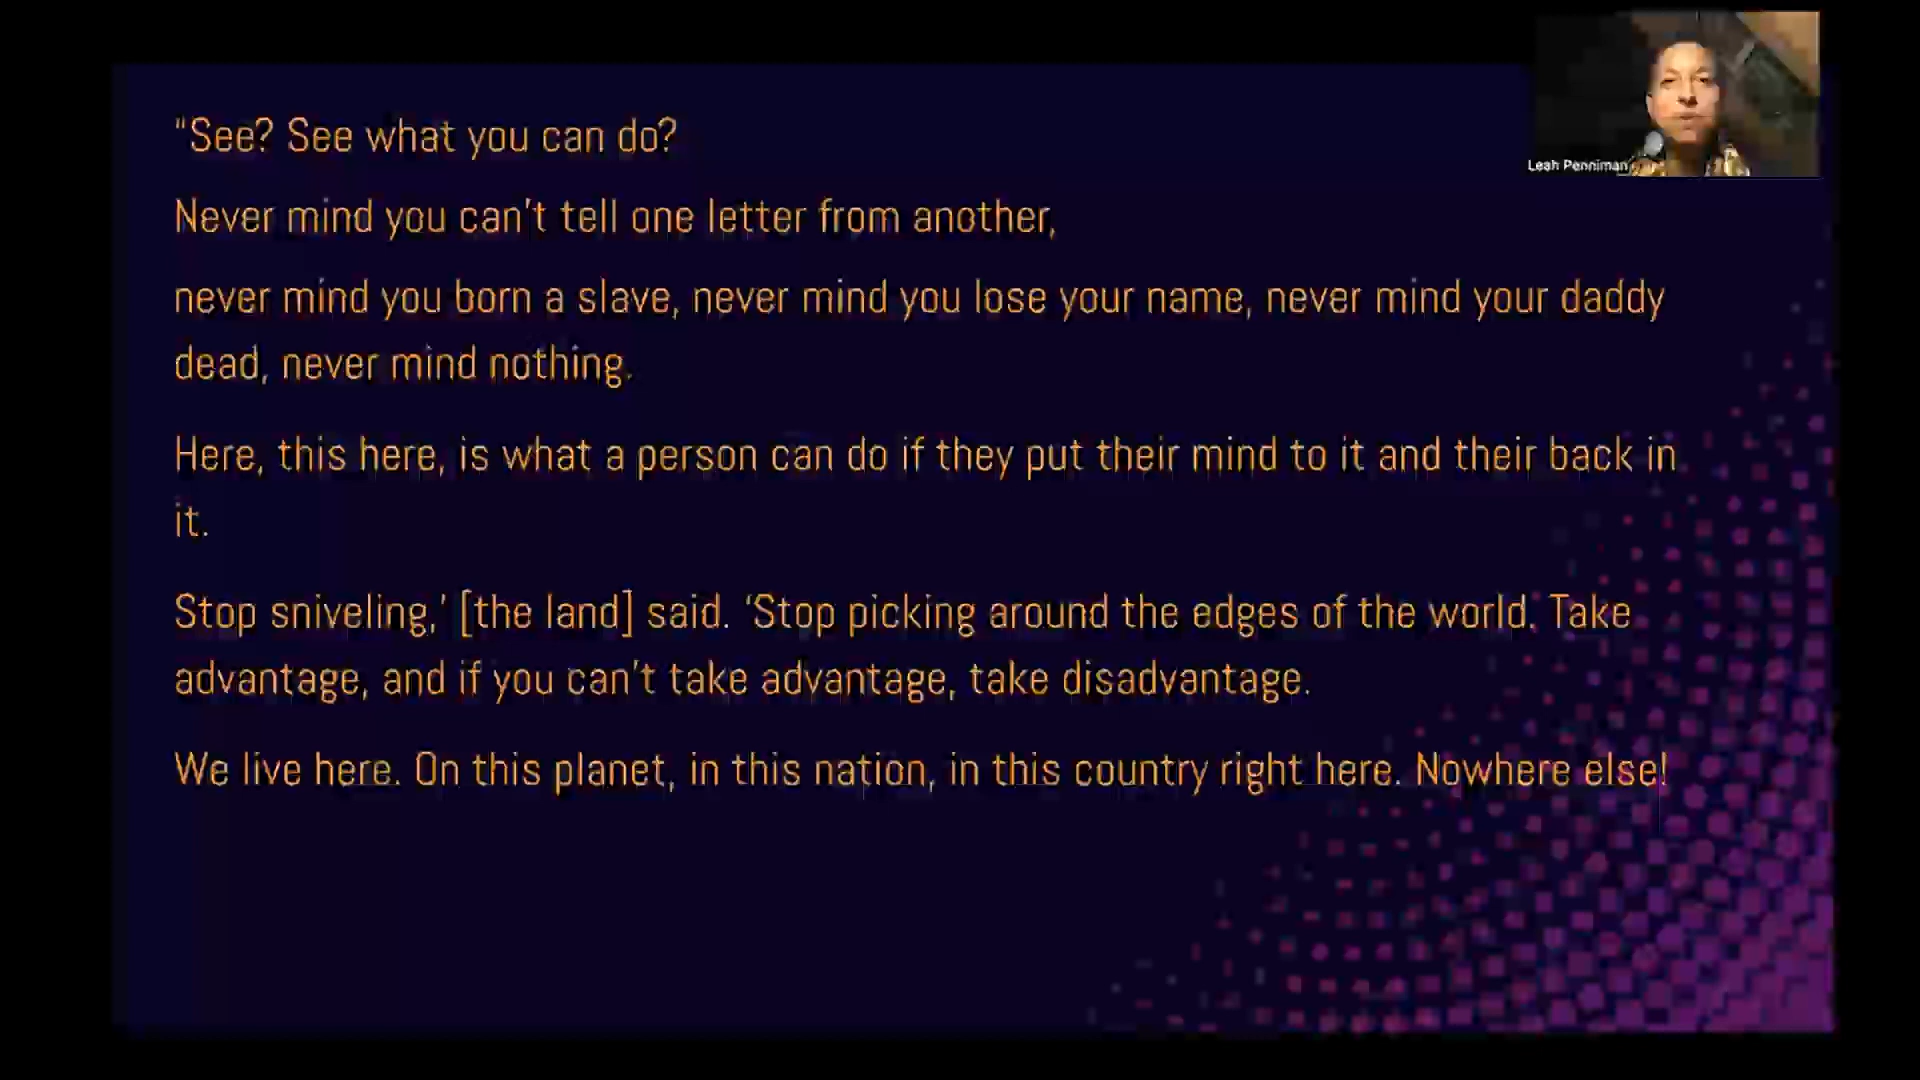 "See? See what you can do?
Never mind you can't tell one letter from another,
never mind you born a slave, never mind you lose your name, never mind your daddy
dead, never mind nothing.
Here, this here, is what a person can do if they put their mind to it and their back in
it.
Stop sniveling,' [the land] said. 'Stop picking around the edges of the world. Take
advantage, and if you can't take advantage, take disadvantage.
We live here. On this planet, in this nation, in this country right here. Nowhere else!
Leah Penniman